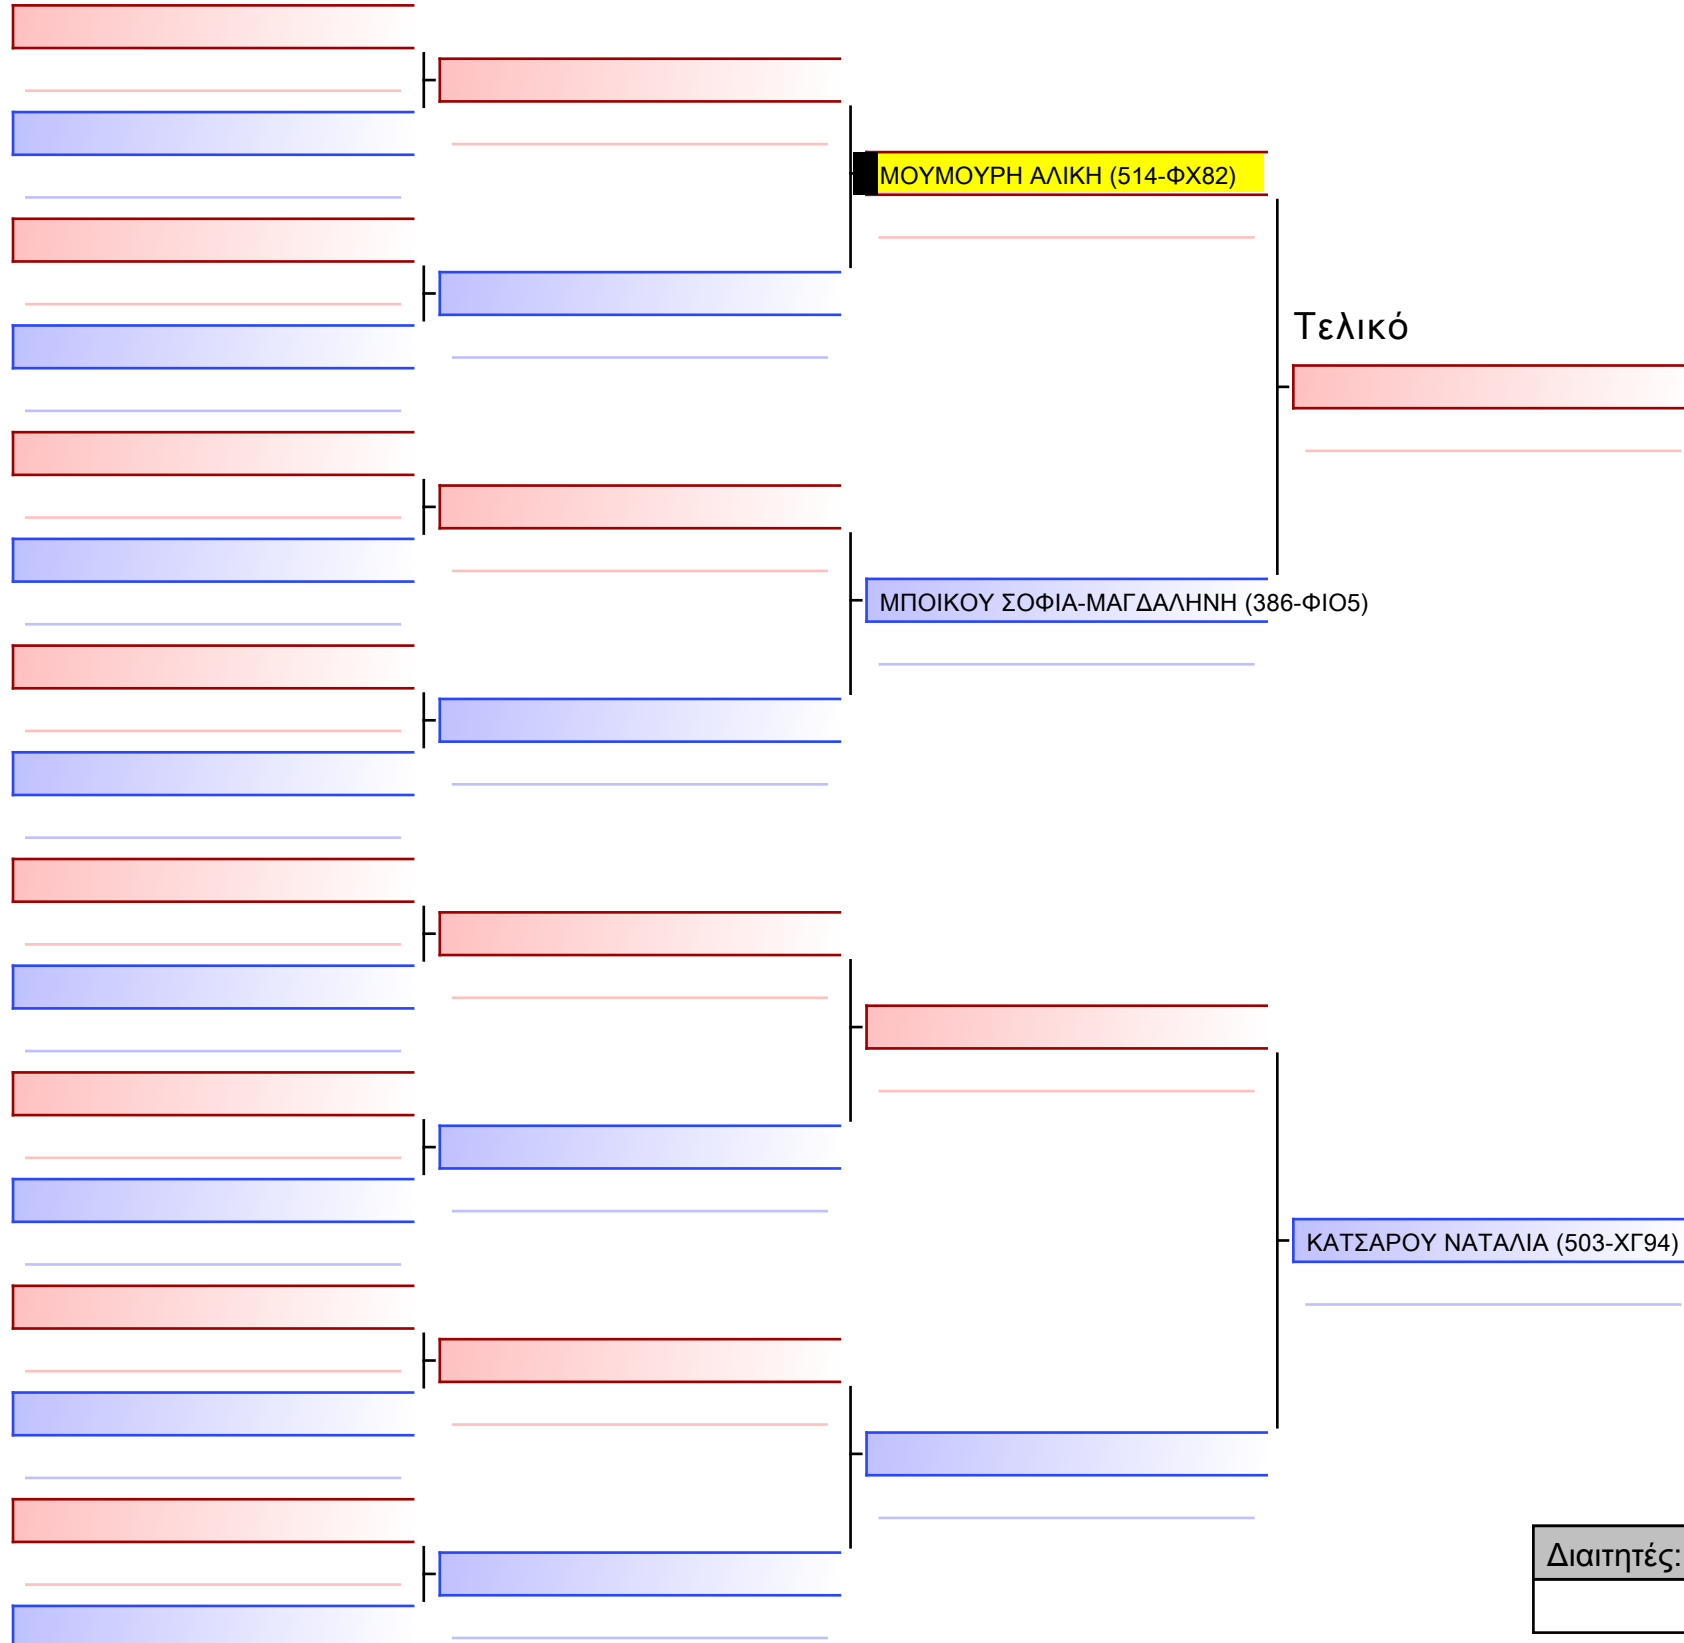 ΜΟΥΜΟΥΡΗ ΑΛΙΚΗ (514-ΦΧ82)
Τελικό
ΜΠΟΙΚΟΥ ΣΟΦΙΑ-ΜΑΓΔΑΛΗΝΗ (386-ΦΙΟ5)
ΚΑΤΣΑΡΟΥ ΝΑΤΑΛΙΑ (503-ΧΓ94)
Διαιτητές: